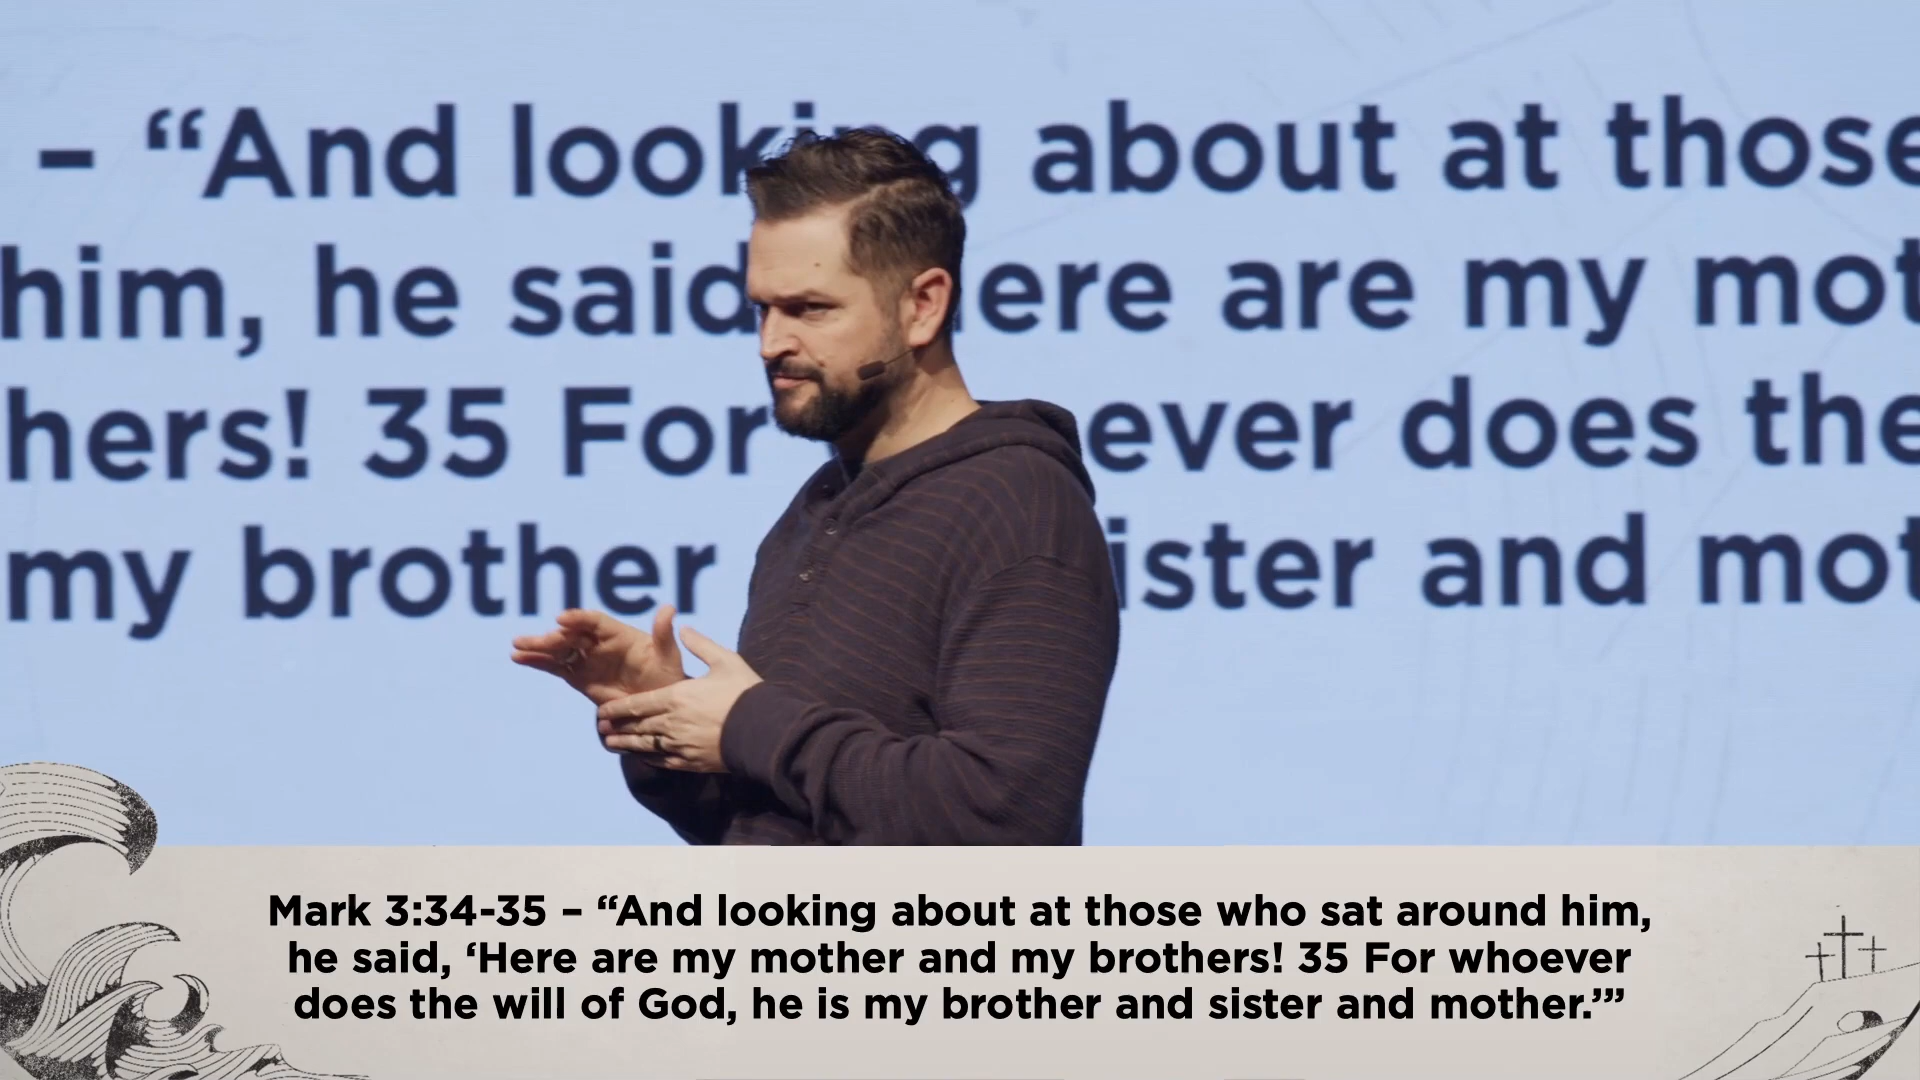 – “And looking about at those
him, he said ere are my mot
hers! 35 For ever does the
my brother ister and mot
Mark 3:34-35 – “And looking about at those who sat around him,
he said, ‘Here are my mother and my brothers! 35 For whoever
does the will of God, he is my brother and sister and mother.’”